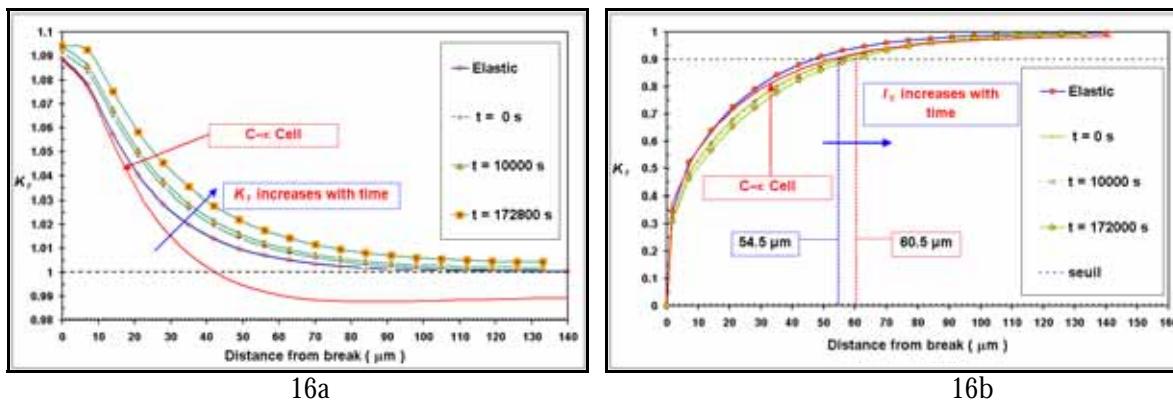 1.1
1.09
1.08
1.07
1.06
1.05
1.04
1.03
1.02
1.01
1
0.99
0.98
Kr
0 10 20 30 40 50 60 70 80 90 100 110 120 130 140
Distance from break ( µm )
C-ε Cell
Kr increases with time
Elastic
t = 0 s
t = 10000 s
t = 172800 s
16a
1
0.9
0.8
0.7
0.6
0.5
0.4
0.3
0.2
0.1
0
Kr
0 10 20 30 40 50 60 70 80 90 100 110 120 130 140 150 160
Distance from break ( µm )
C-ε Cell
increases with
time
54.5 µm
60.5 µm
Elastic
t = 0s
t = 10000 s
t = 172000 s
seuil
16b